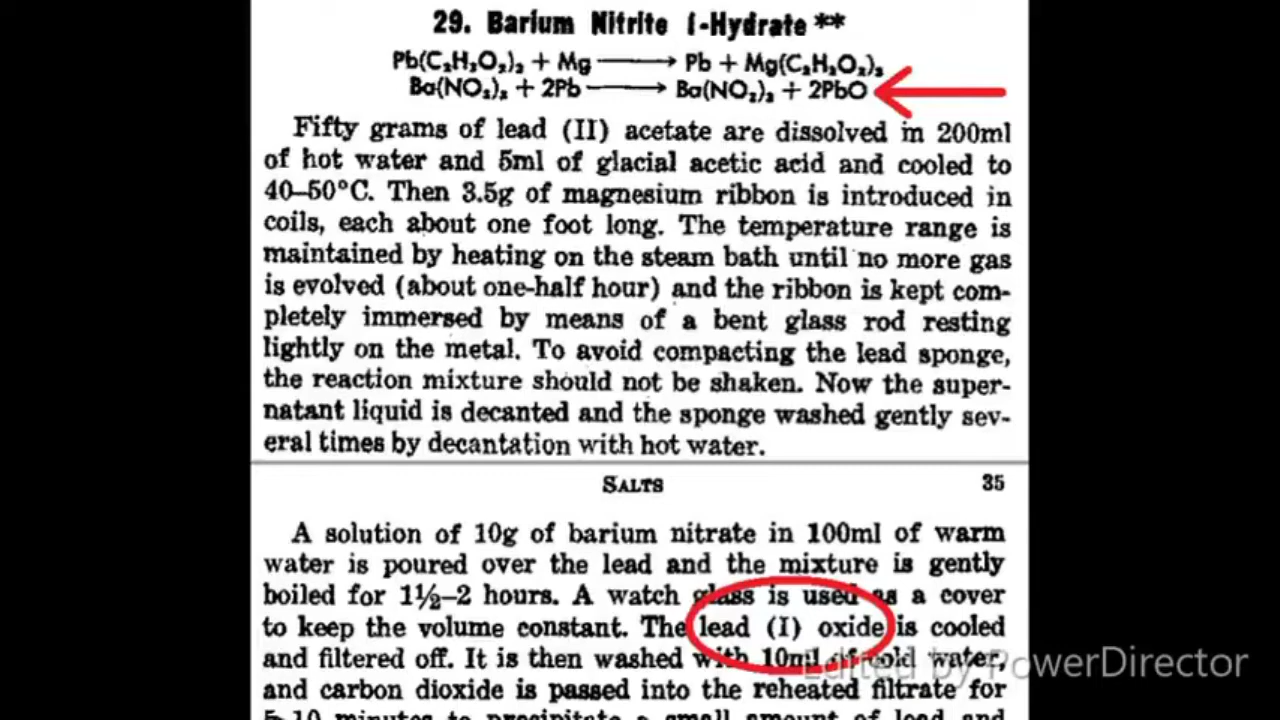 29. Barium Nitrite 1-Hydrate **
Pb(C₂H₃O₂)₂ + Mg ⟶ Pb + Mg(C₂H₃O₂)₂
Ba(NO₃)₂ + 2Pb ⟶ Ba(NO₂)₂ + 2PbO
Fifty grams of lead (II) acetate are dissolved in 200ml
of hot water and 5ml of glacial acetic acid and cooled to
40–50°C. Then 3.5g of magnesium ribbon is introduced in
coils, each about one foot long. The temperature range is
maintained by heating on the steam bath until no more gas
is evolved (about one-half hour) and the ribbon is kept com-
pletely immersed by means of a bent glass rod resting
lightly on the metal. To avoid compacting the lead sponge,
the reaction mixture should not be shaken. Now the super-
natant liquid is decanted and the sponge washed gently sev-
eral times by decantation with hot water.
SALTS 35
A solution of 10g of barium nitrate in 100ml of warm
water is poured over the lead and the mixture is gently
boiled for 1½–2 hours. A watch glass is used as a cover
to keep the volume constant. The lead (I) oxide is cooled
and filtered off. It is then washed with 10ml of cold water,
Edited by PowerDirector
and carbon dioxide is passed into the reheated filtrate for
5–10 minutes to precipitate a small amount of lead and